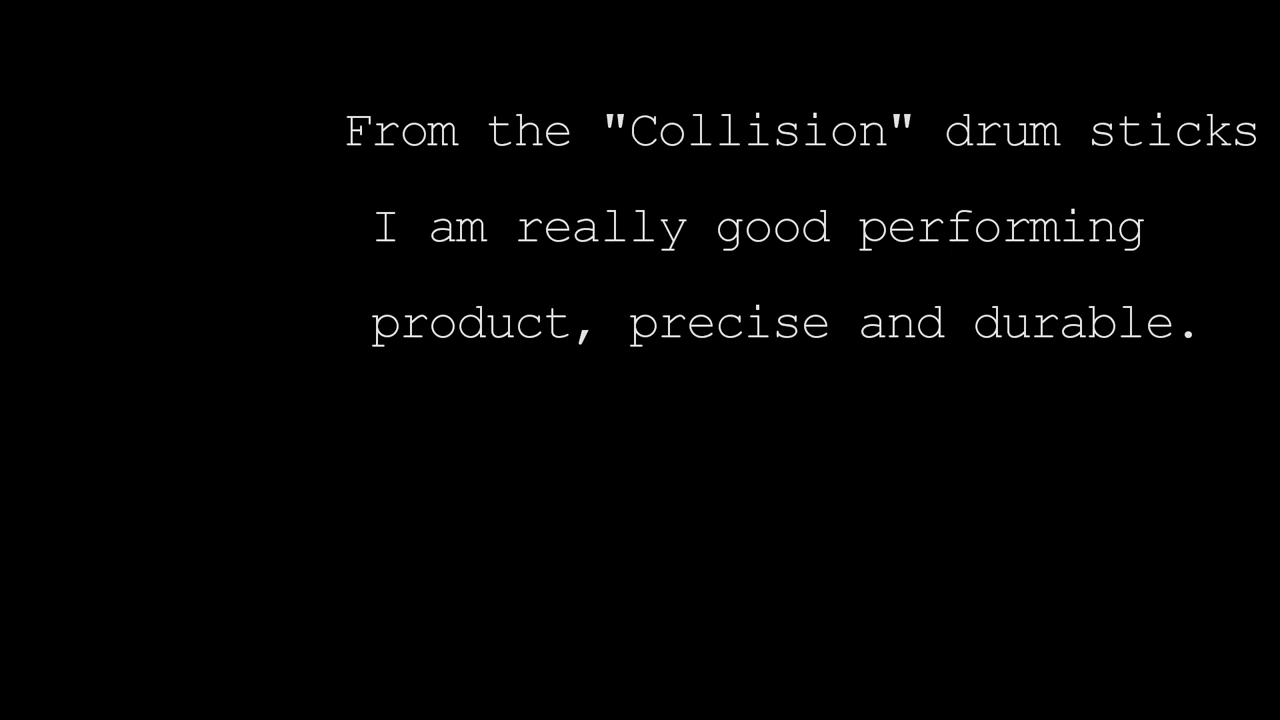 From the "Collision" drum sticks
I am really good performing
product, precise and durable.